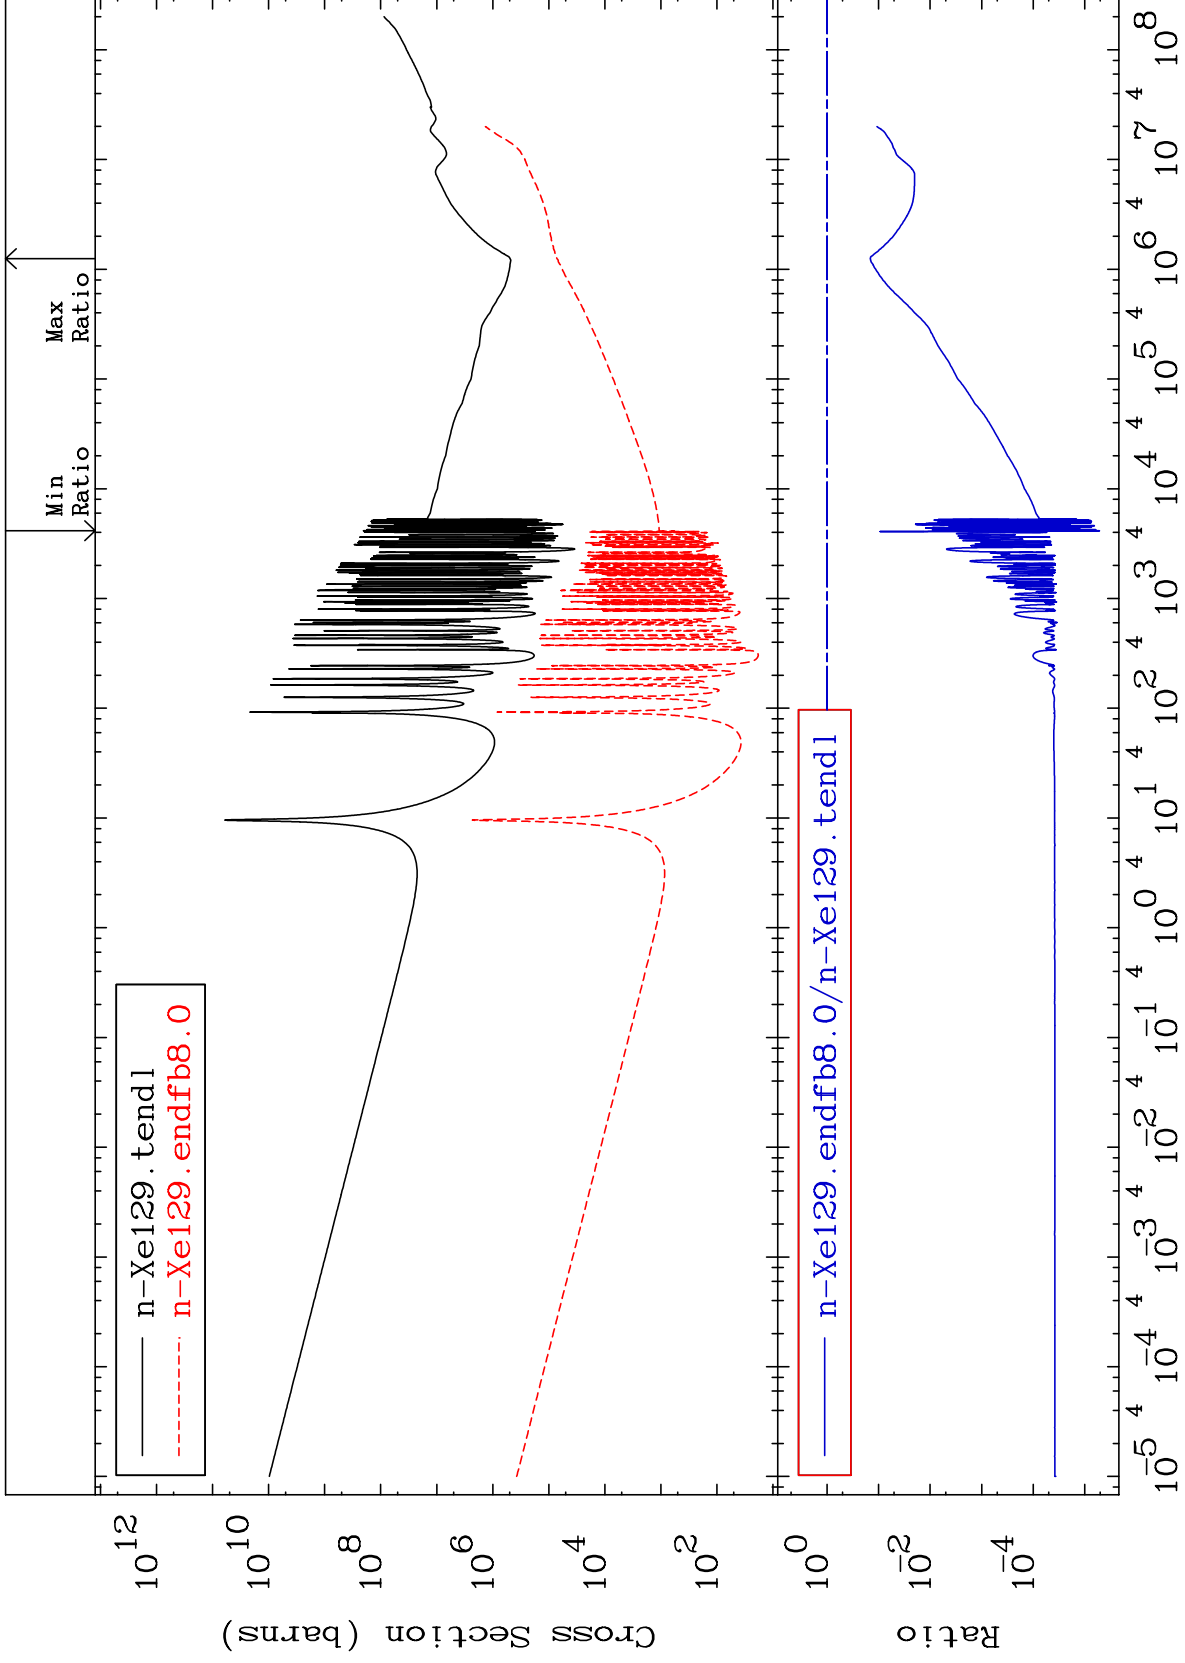 Min
Ratio
Max
Ratio
n-Xe129.tendl
n-Xe129.endfb8.0
10^12
10^10
10^8
10^6
10^4
10^2
Cross Section (barns)
n-Xe129.endfb8.0/n-Xe129.tendl
10^0
10^-2
10^-4
Ratio
10^-5 4 10^-4 4 10^-3 4 10^-2 4 10^-1 4 10^0 4 10^1 4 10^2 4 10^3 4 10^4 4 10^5 4 10^6 4 10^7 4 10^8